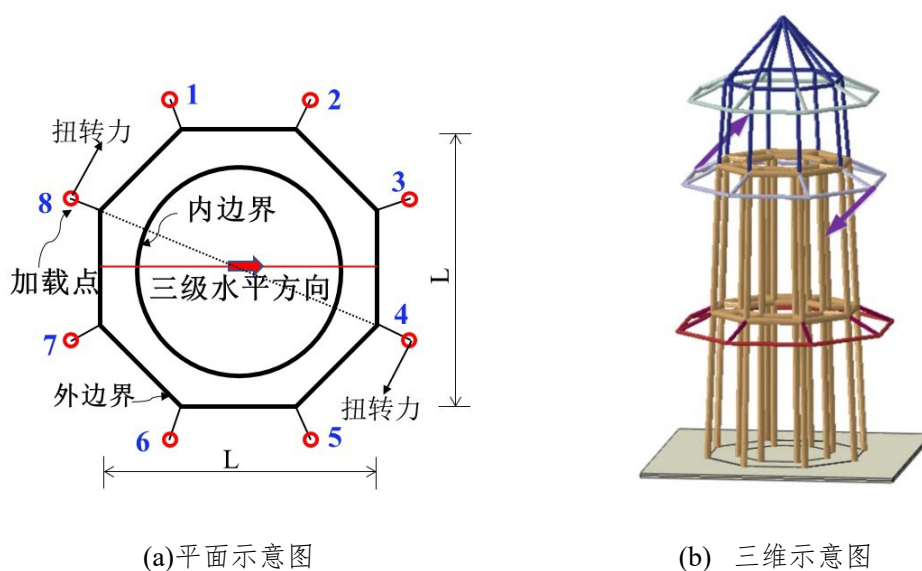 1
2
扭转力
3
8
内边界
加载点
三级水平方向
L
4
7
外边界
扭转力
6
5
L
(a)平面示意图
(b) 三维示意图